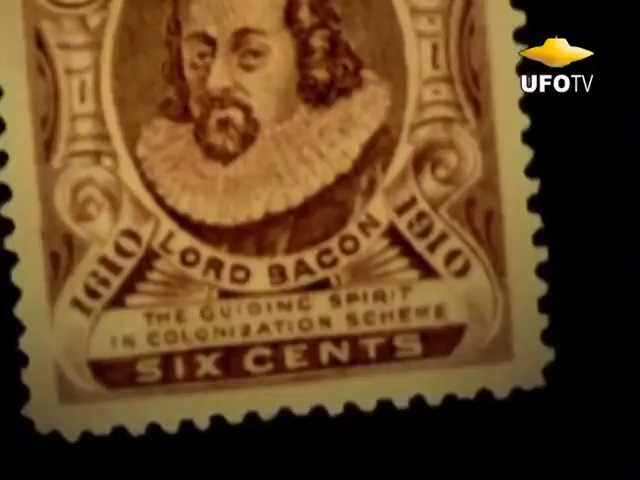 UFOTV
1610 LORD BACON 1910
THE GUIDING SPIRIT
IN COLONIZATION SCHEME
SIX CENTS